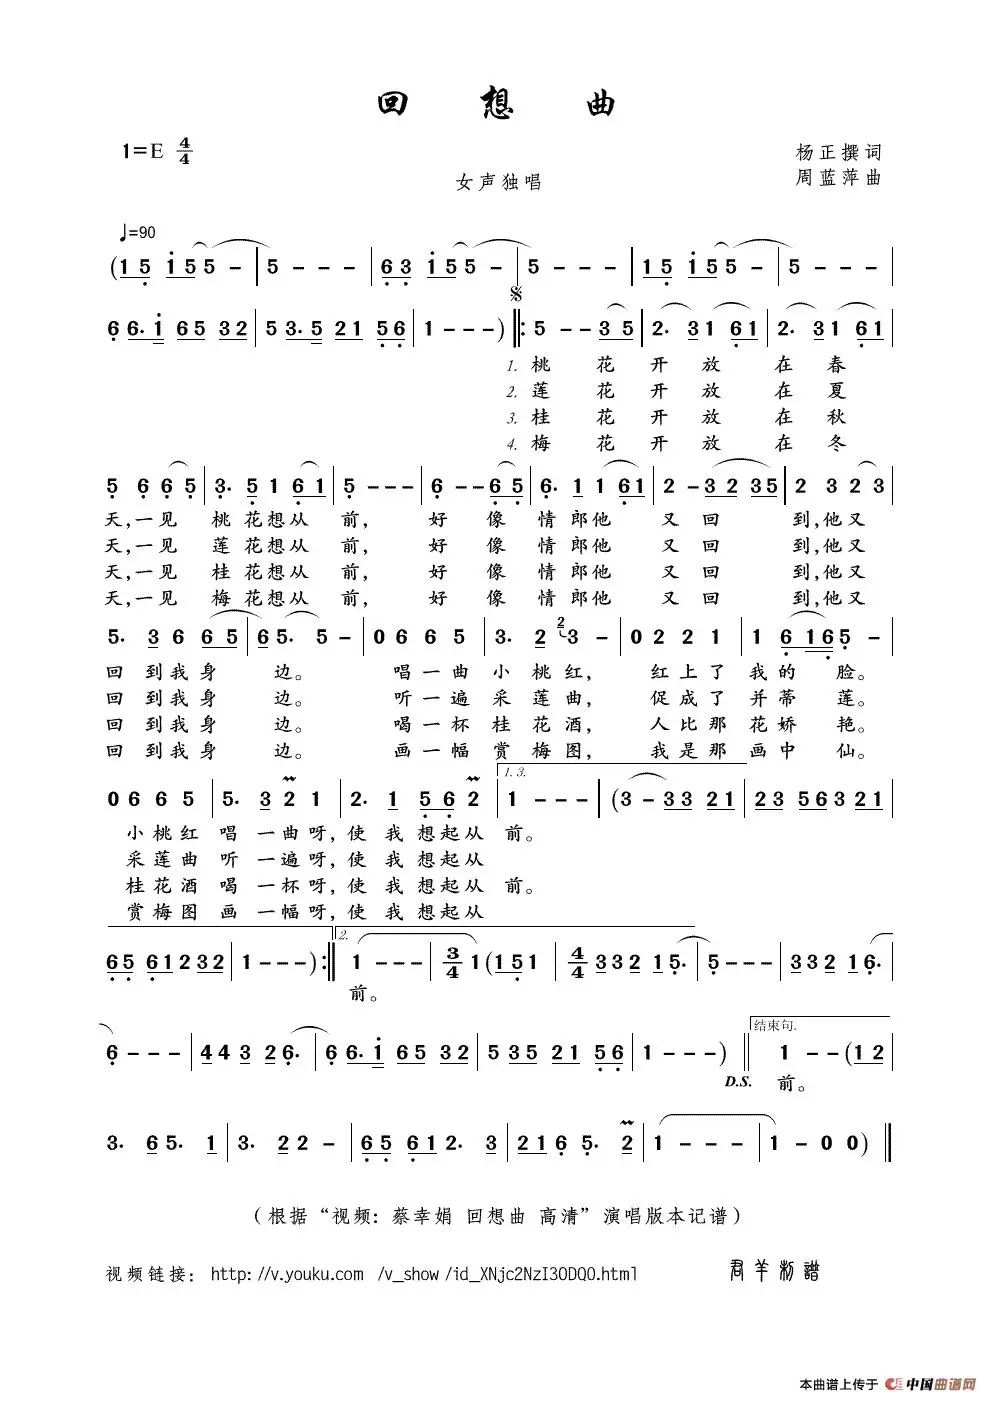 回 想 曲
1=E 4/4
杨正撰词
女声独唱
周蓝萍曲
♩=90
(1 5 1 5 5 - | 5 - - - | 6 3 1 5 5 - | 5 - - - | 1 5 1 5 5 - | 5 - - - |
6 6. 1 6 5 3 2 | 5 3. 5 2 1 5 6 | 1 - - - ) ‖: 5 - - 3 5 | 2. 3 1 6 1 | 2. 3 1 6 1 |
1. 桃 花 开 放 在 春
2. 莲 花 开 放 在 夏
3. 桂 花 开 放 在 秋
4. 梅 花 开 放 在 冬
5 6 6 5 | 3. 5 1 6 1 | 5 - - - | 6 - - 6 5 | 6. 1 1 6 1 | 2 - 3 2 3 5 | 2 3 2 3 |
天,一见 桃 花想从 前, 好 像 情 郎他 又 回 到,他又
天,一见 莲 花想从 前, 好 像 情 郎他 又 回 到,他又
天,一见 桂 花想从 前, 好 像 情 郎他 又 回 到,他又
天,一见 梅 花想从 前, 好 像 情 郎他 又 回 到,他又
5. 3 6 6 5 | 6 5. 5 - | 0 6 6 5 | 3. 2 2 3 - | 0 2 2 1 | 1 6 1 6 5 - |
回 到我身 边。 唱一曲 小 桃红, 红上了 我的 脸。
回 到我身 边。 听一遍 采 莲曲, 促成了 并蒂 莲。
回 到我身 边。 喝一杯 桂 花酒, 人比那 花娇 艳。
回 到我身 边。 画一幅 赏 梅图, 我是那 画中 仙。
1. 3.
0 6 6 5 | 5. 3 2 1 | 2. 1 5 6 2 | 1 - - - | (3 - 3 3 2 1 | 2 3 5 6 3 2 1 |
小桃红 唱 一曲呀,使 我 想起从 前。
采莲曲 听 一遍呀,使 我 想起从
桂花酒 喝 一杯呀,使 我 想起从 前。
赏梅图 画 一幅呀,使 我 想起从
2.
6 5 6 1 2 3 2 | 1 - - - ) :‖ 1 - - - | 3/4 1 (1 5 1 | 4/4 3 3 2 1 5. | 5 - - - | 3 3 2 1 6. |
前。
结束句.
6 - - - | 4 4 3 2 6. | 6 6. 1 6 5 3 2 | 5 3 5 2 1 5 6 | 1 - - - ) ‖ 1 - - (1 2 |
D.S. 前。
3. 6 5. 1 | 3. 2 2 - | 6 5 6 1 2. 3 | 2 1 6 5. 2 | 1 - - - | 1 - 0 0 ) ‖
（根据“视频: 蔡幸娟 回想曲 高清”演唱版本记谱）
视频链接: http://v.youku.com /v_show /id_XNjc2NzI3ODQ0.html 君羊制谱
本曲谱上传于 中国曲谱网